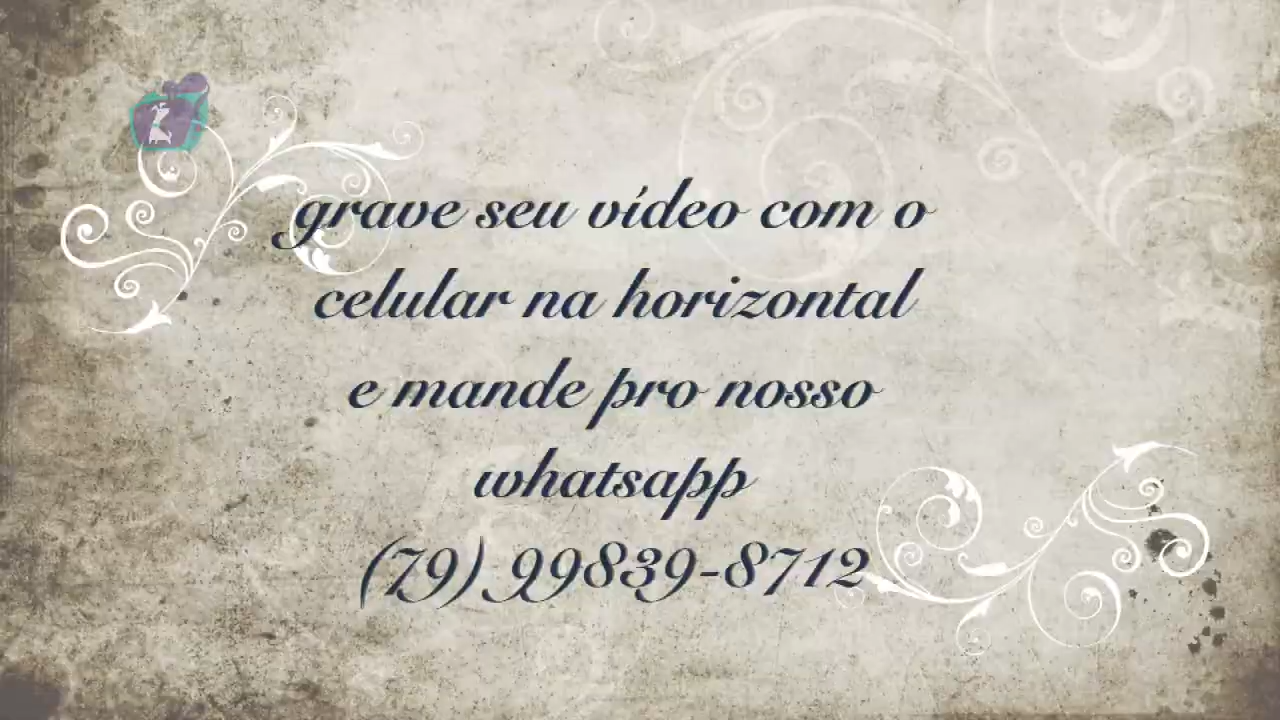 grave seu vídeo com o
celular na horizontal
e mande pro nosso
whatsapp
(79) 99839-8712